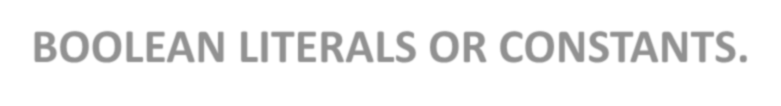 BOOLEAN LITERALS OR CONSTANTS.